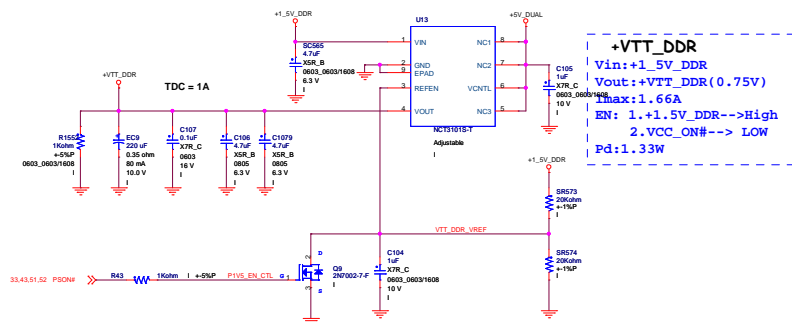 U13
+1_5V_DDR
+5V_DUAL
SC565
4.7uF
X5R_B
0603_0603/1608
6.3 V
I
1 VIN
2 GND
9 EPAD
3 REFEN
4 VOUT
NC1 8
NC2 7
VCNTL 6
NC3 5
NCT3101S-T
Adjustable
I
C105
1uF
X7R_C
0603_0603/1608
10 V
I
+VTT_DDR
Vin:+1_5V_DDR
Vout:+VTT_DDR(0.75V)
Imax:1.66A
EN: 1.+1.5V_DDR-->High
2.VCC_ON#--> LOW
Pd:1.33W
+VTT_DDR
TDC = 1A
R1552
1Kohm
+-5%P
0603_0603/1608
I
EC9
220 uF
0.35 ohm
80 mA
10.0 V
I
C107
0.1uF
X7R_C
0603
16 V
I
C106
4.7uF
X5R_B
0805
6.3 V
I
C1079
4.7uF
X5R_B
0805
6.3 V
I
+1_5V_DDR
SR573
20Kohm
+-1%P
I
VTT_DDR_VREF
SR574
20Kohm
+-1%P
I
33,43,51,52 PSON#
R43
1Kohm
I +-5%P
P1V5_EN_CTL
G 1
D
2
3
S
Q9
2N7002-7-F
I
C104
1uF
X7R_C
0603_0603/1608
10 V
I